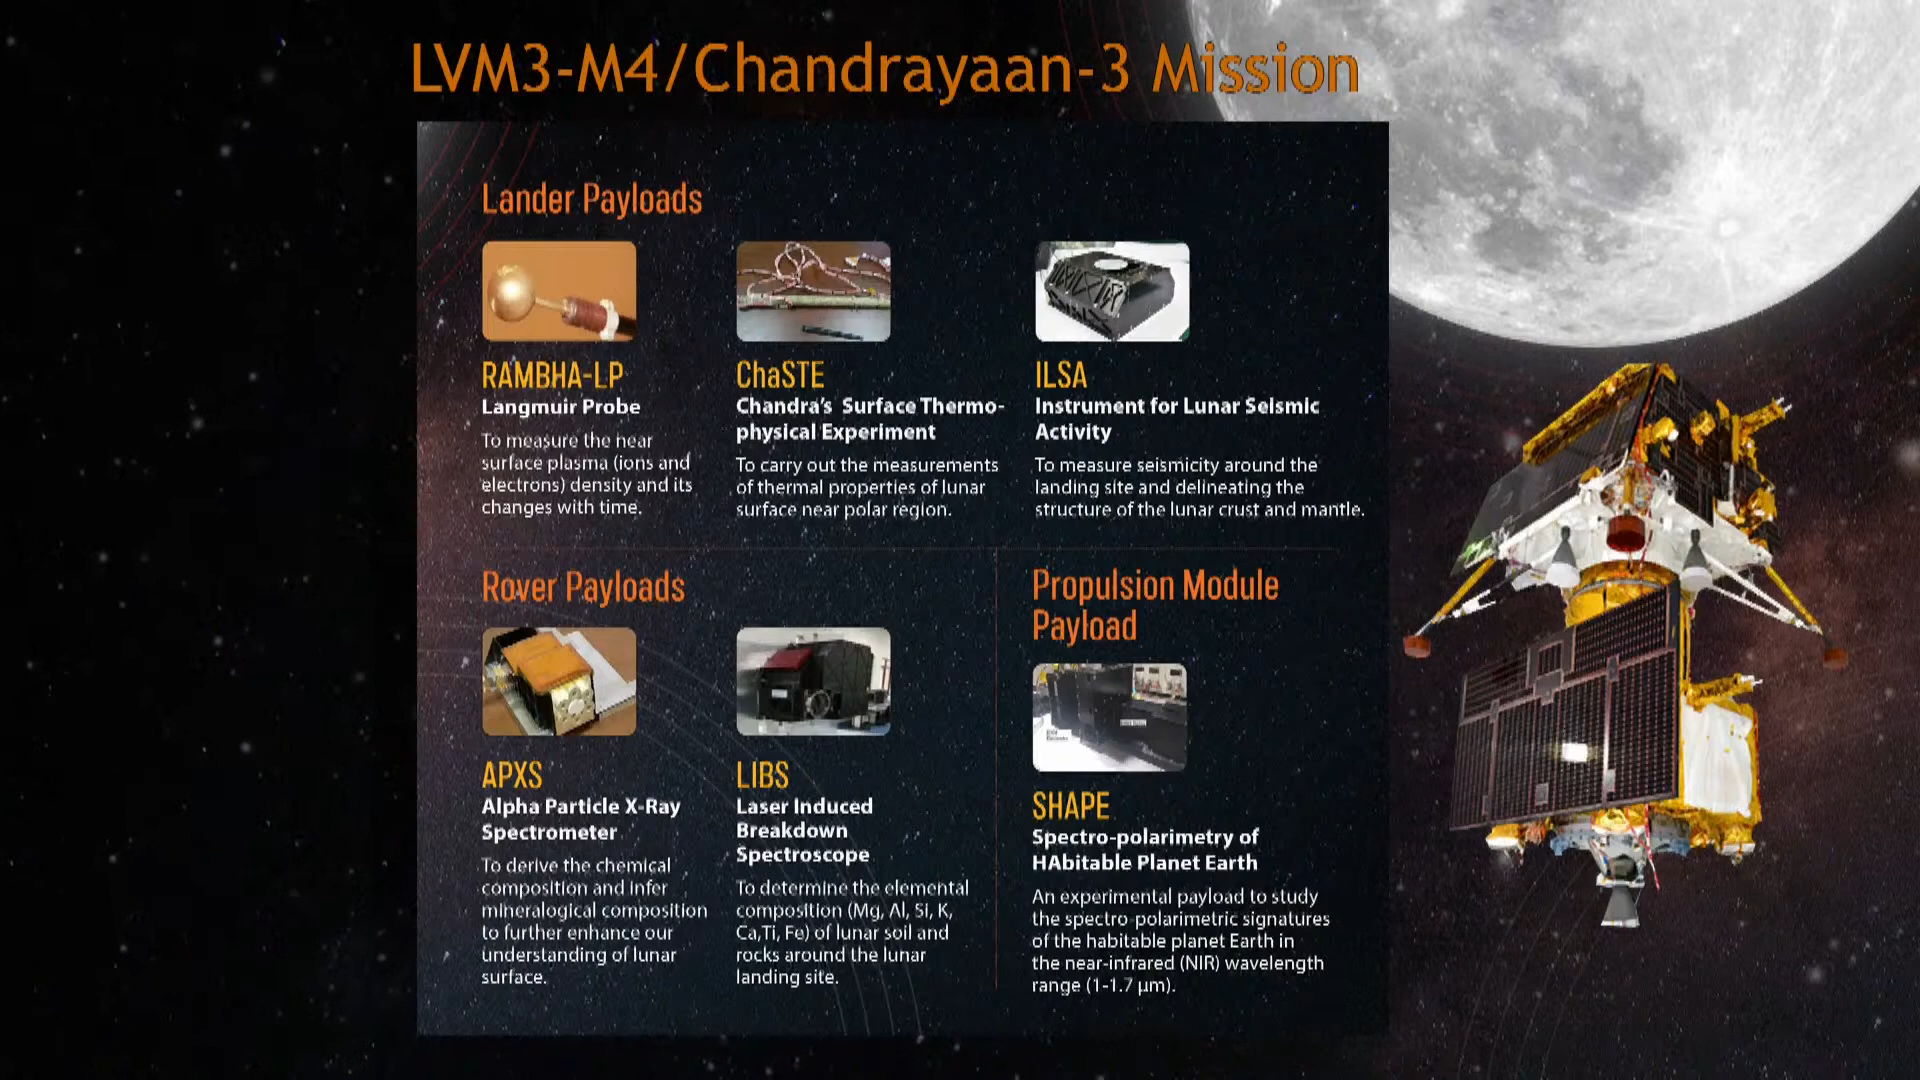 LVM3-M4/Chandrayaan-3 Mission
Lander Payloads
RAMBHA-LP
Langmuir Probe
To measure the near
surface plasma (ions and
electrons) density and its
changes with time.
ChaSTE
Chandra's Surface Thermo-
physical Experiment
To carry out the measurements
of thermal properties of lunar
surface near polar region.
ILSA
Instrument for Lunar Seismic
Activity
To measure seismicity around the
landing site and delineating the
structure of the lunar crust and mantle.
Rover Payloads
APXS
Alpha Particle X-Ray
Spectrometer
To derive the chemical
composition and infer
mineralogical composition
to further enhance our
understanding of lunar
surface.
LIBS
Laser Induced
Breakdown
Spectroscope
To determine the elemental
composition (Mg, Al, Si, K,
Ca,Ti, Fe) of lunar soil and
rocks around the lunar
landing site.
Propulsion Module
Payload
SHAPE
Spectro-polarimetry of
HAbitable Planet Earth
An experimental payload to study
the spectro-polarimetric signatures
of the habitable planet Earth in
the near-infrared (NIR) wavelength
range (1-1.7 μm).